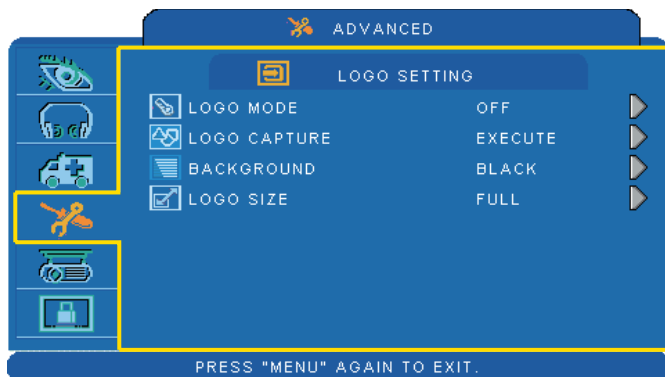 ADVANCED
LOGO SETTING
LOGO MODE OFF
LOGO CAPTURE EXECUTE
BACKGROUND BLACK
LOGO SIZE FULL
PRESS "MENU" AGAIN TO EXIT.